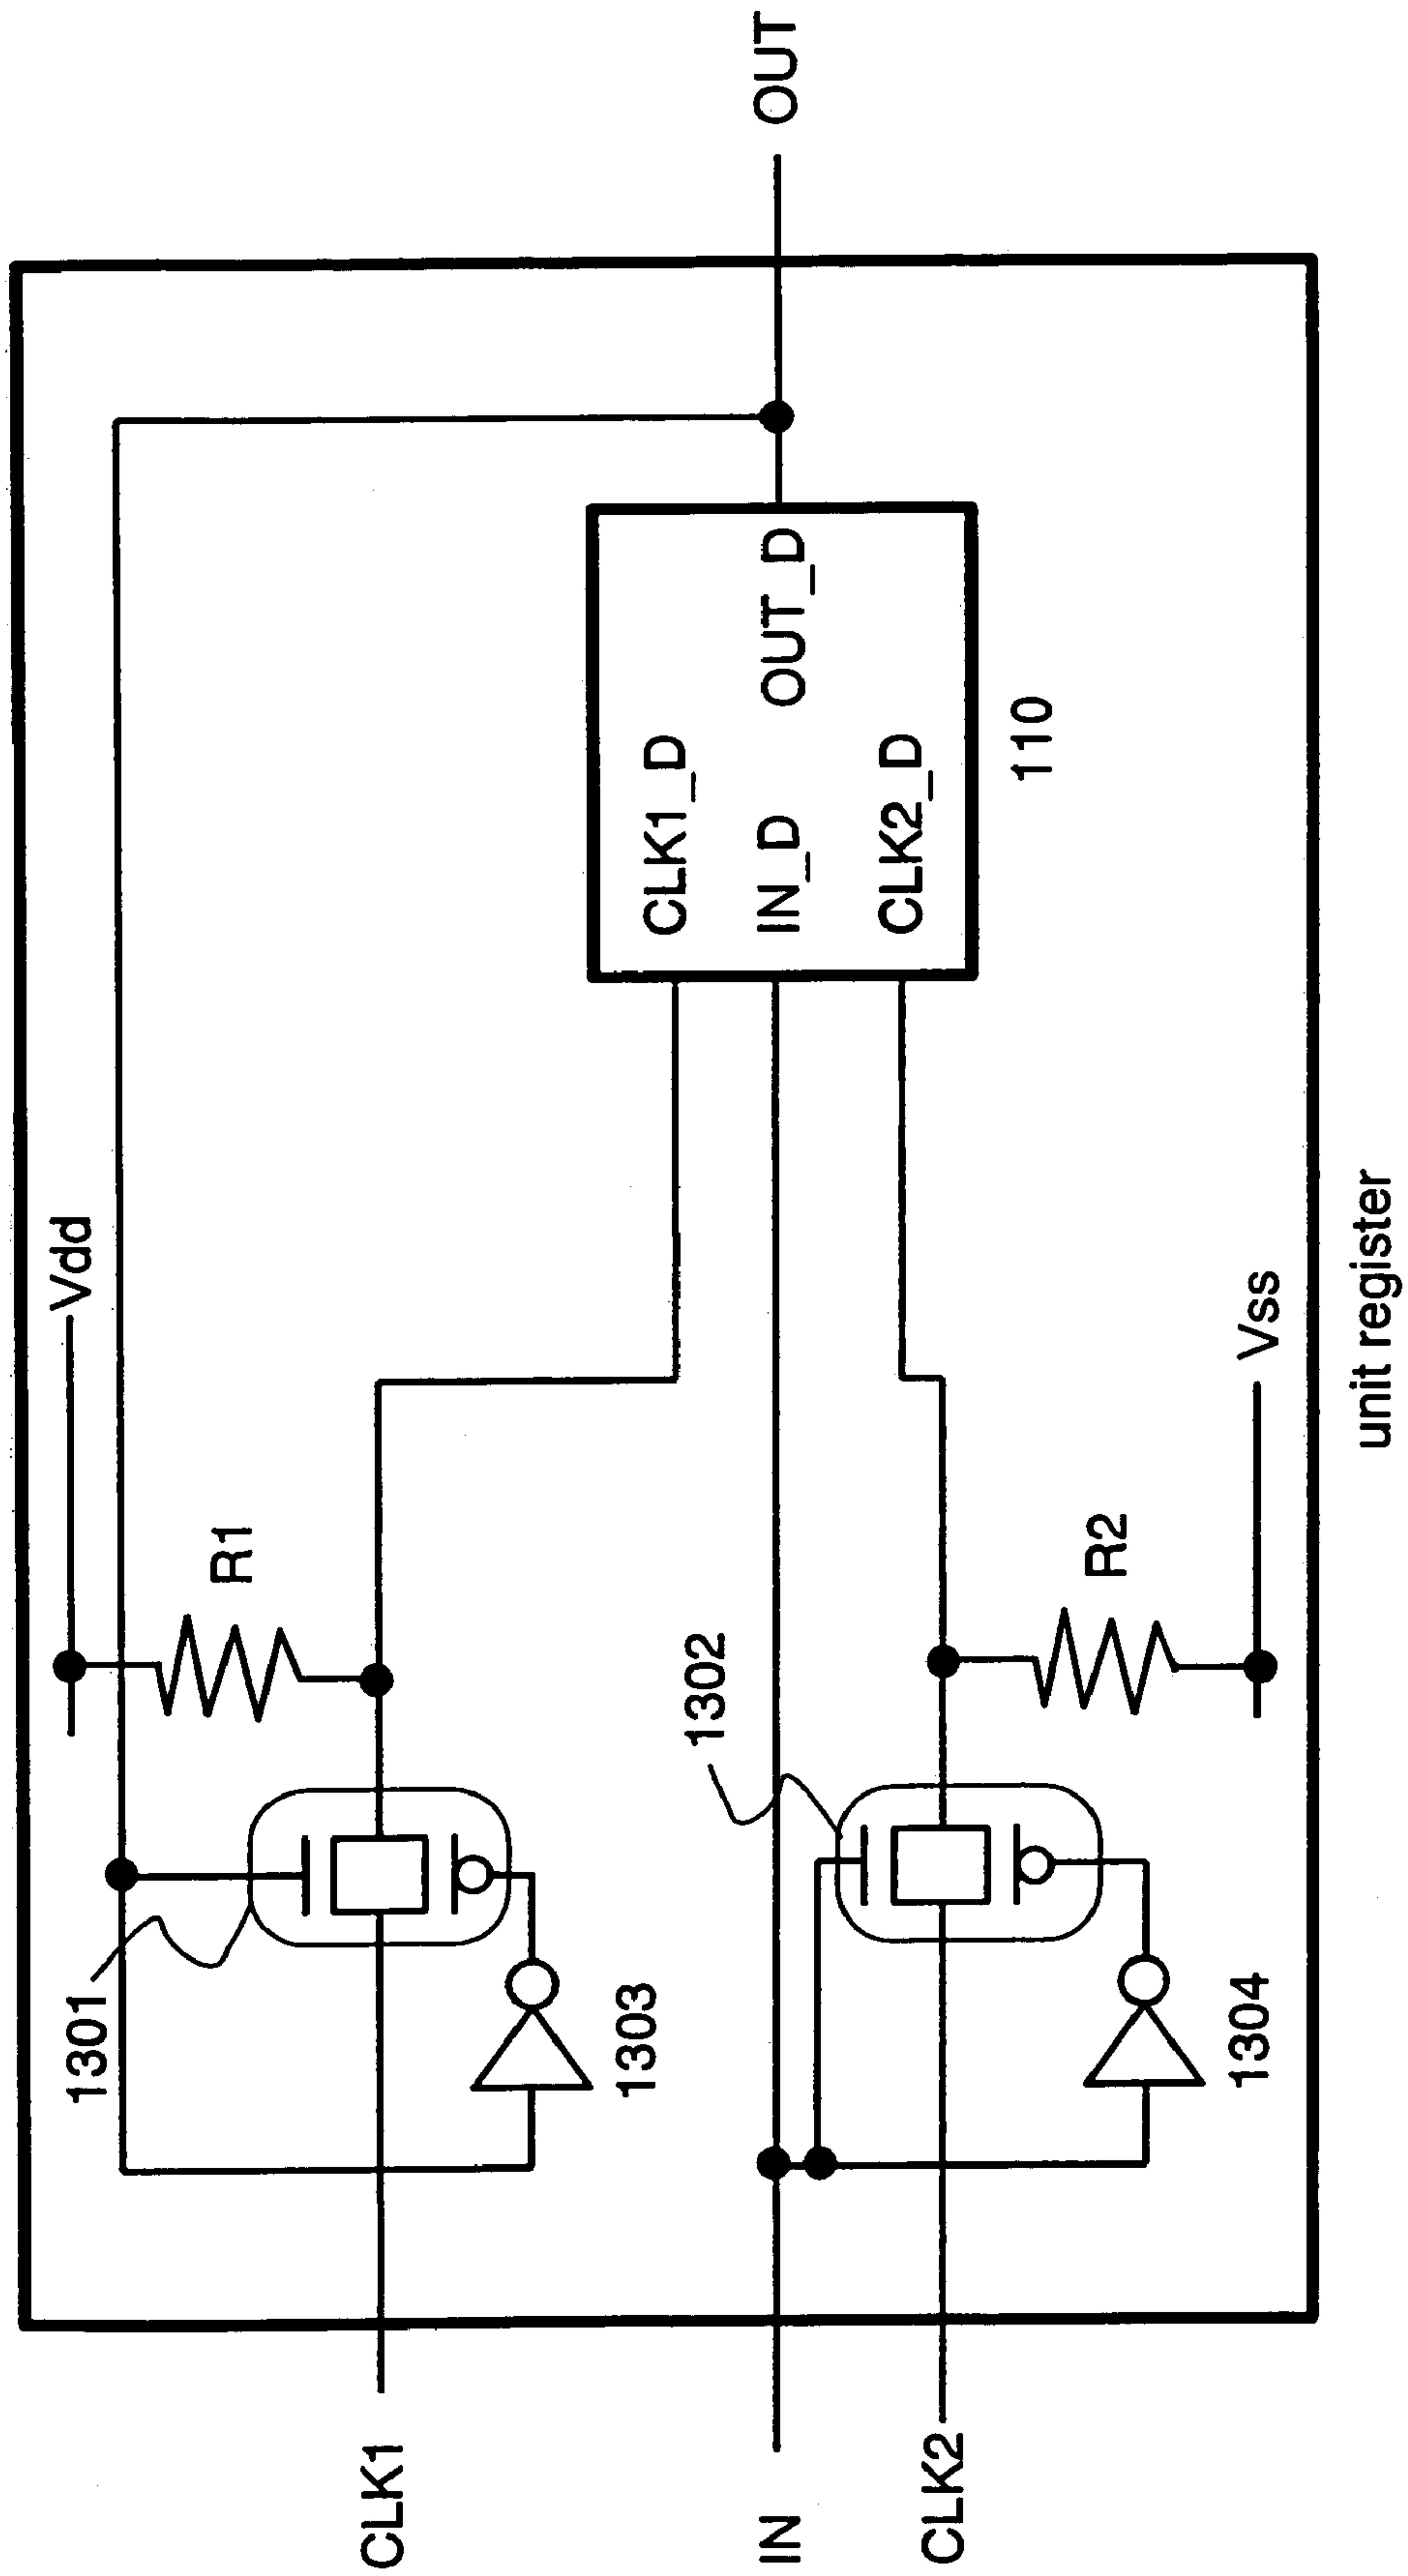 Vdd
R1
1301
CLK1
1303
CLK1_D
IN_D
OUT_D
CLK2_D
OUT
110
1302
IN
CLK2
R2
1304
Vss
unit register